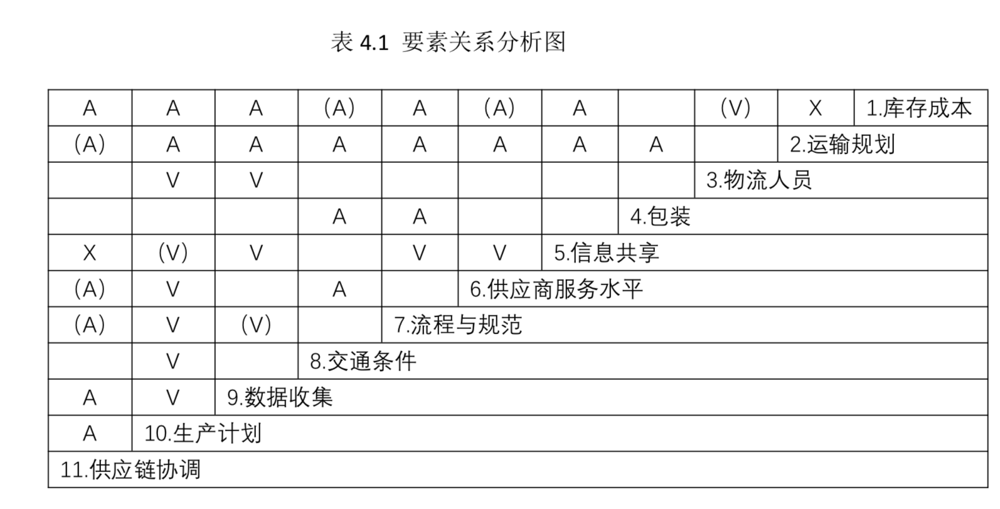 表 4.1 要素关系分析图
A A A (A) A (A) A (V) X 1.库存成本
(A) A A A A A A A 2.运输规划
V V 3.物流人员
A A 4.包装
X (V) V V V 5.信息共享
(A) V A 6.供应商服务水平
(A) V (V) 7.流程与规范
V 8.交通条件
A V 9.数据收集
A 10.生产计划
11.供应链协调